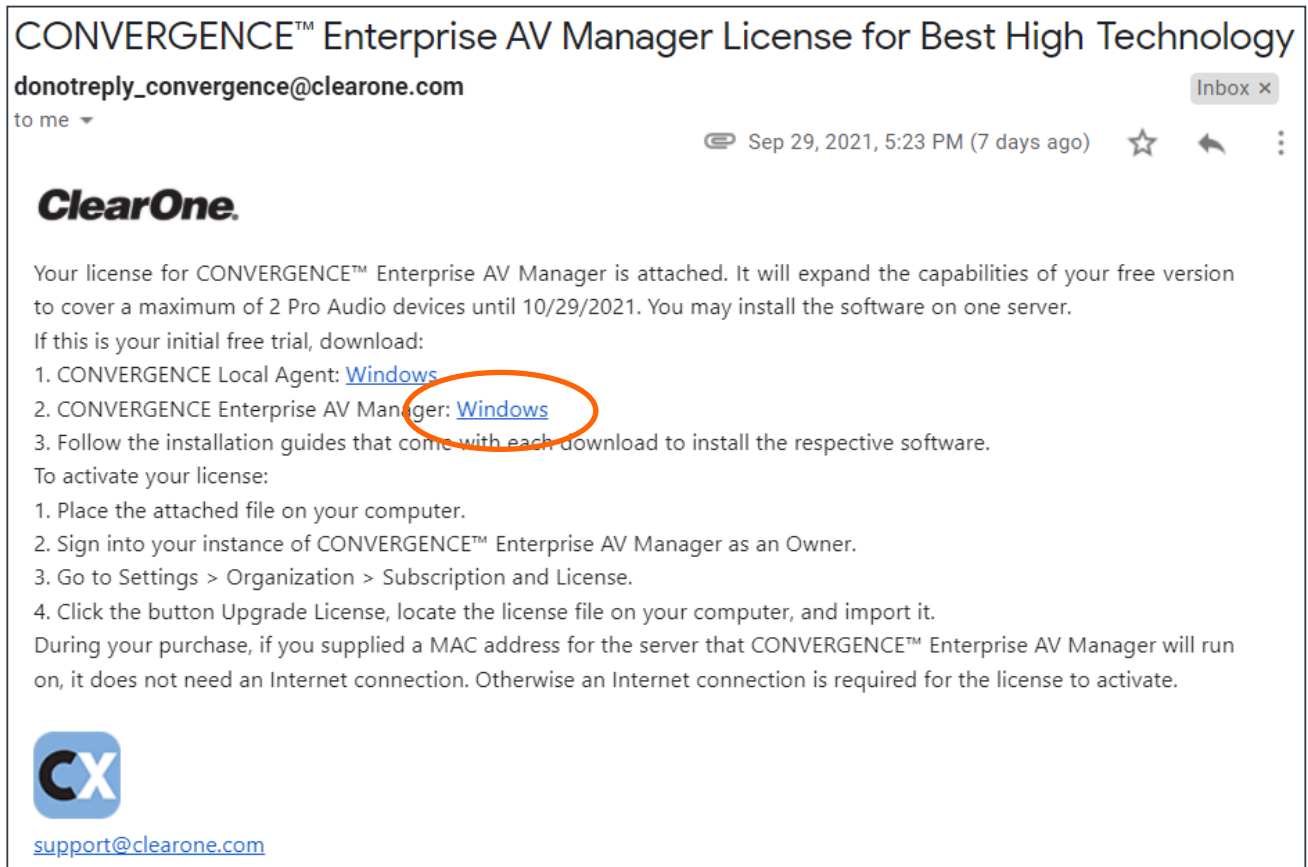 CONVERGENCE™ Enterprise AV Manager License for Best High Technology
donotreply_convergence@clearone.com
Inbox ×
to me
Sep 29, 2021, 5:23 PM (7 days ago)
ClearOne.
Your license for CONVERGENCE™ Enterprise AV Manager is attached. It will expand the capabilities of your free version
to cover a maximum of 2 Pro Audio devices until 10/29/2021. You may install the software on one server.
If this is your initial free trial, download:
1. CONVERGENCE Local Agent: Windows
2. CONVERGENCE Enterprise AV Manager: Windows
3. Follow the installation guides that come with each download to install the respective software.
To activate your license:
1. Place the attached file on your computer.
2. Sign into your instance of CONVERGENCE™ Enterprise AV Manager as an Owner.
3. Go to Settings > Organization > Subscription and License.
4. Click the button Upgrade License, locate the license file on your computer, and import it.
During your purchase, if you supplied a MAC address for the server that CONVERGENCE™ Enterprise AV Manager will run
on, it does not need an Internet connection. Otherwise an Internet connection is required for the license to activate.
CX
support@clearone.com